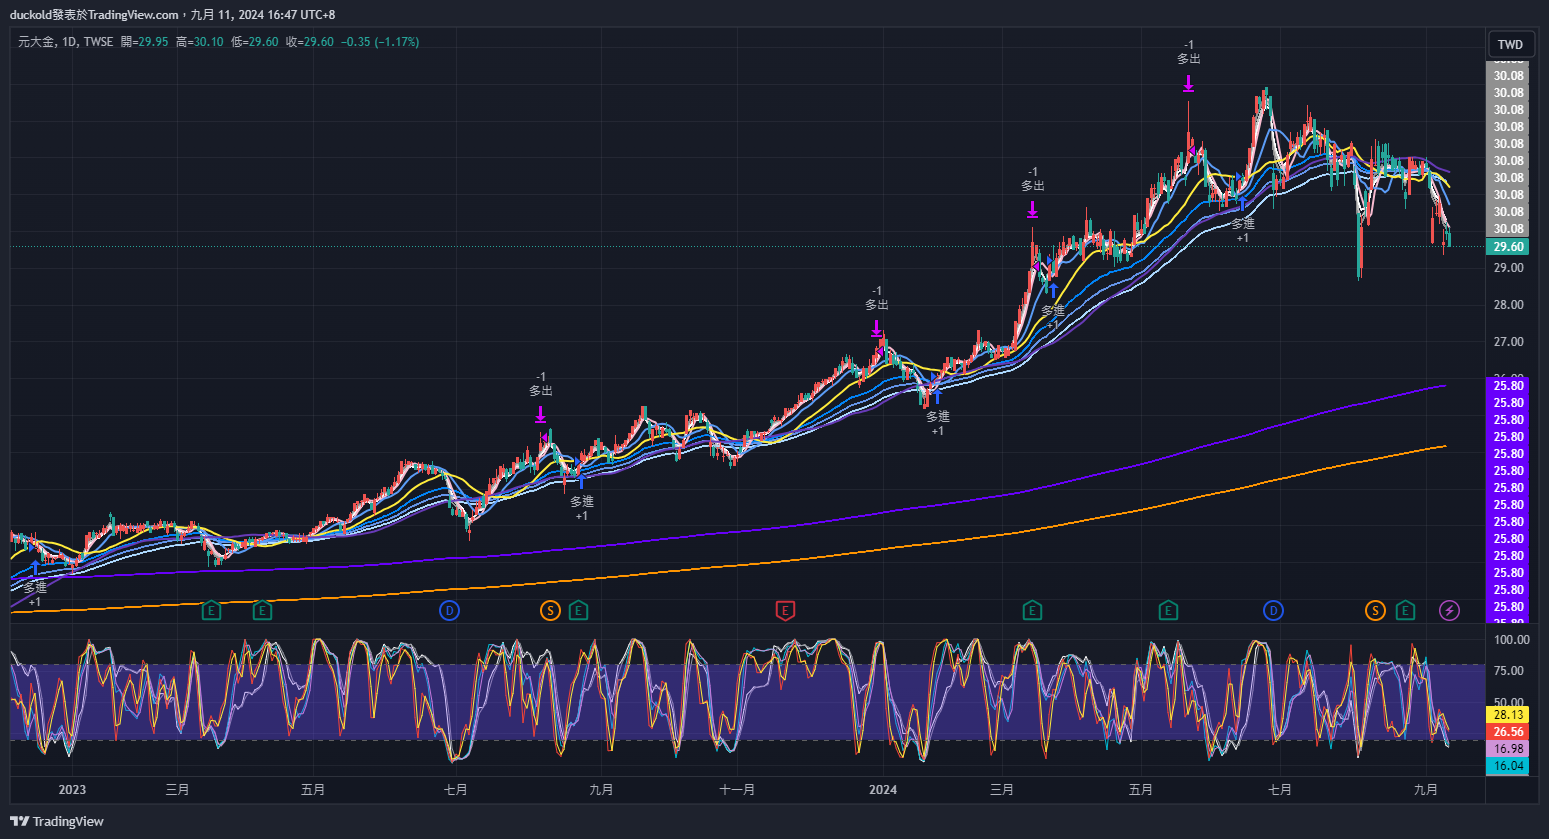 duckold發表於TradingView.com，九月 11, 2024 16:47 UTC+8
元大金, 1D, TWSE 開=29.95 高=30.10 低=29.60 收=29.60 −0.35 (−1.17%)
TWD
30.08
30.08
30.08
30.08
30.08
30.08
30.08
30.08
30.08
30.08
29.60
29.00
28.00
27.00
25.80
25.80
25.80
25.80
25.80
25.80
25.80
25.80
25.80
25.80
25.80
25.80
25.80
25.80
-1
多出
-1
多出
多進
+1
-1
多出
多進
+1
-1
多出
多進
+1
-1
多出
多進
+1
多進
+1
E
E
D
S
E
E
E
E
D
S
E
100.00
75.00
50.00
28.13
26.56
16.98
16.04
2023
三月
五月
七月
九月
十一月
2024
三月
五月
七月
九月
TradingView